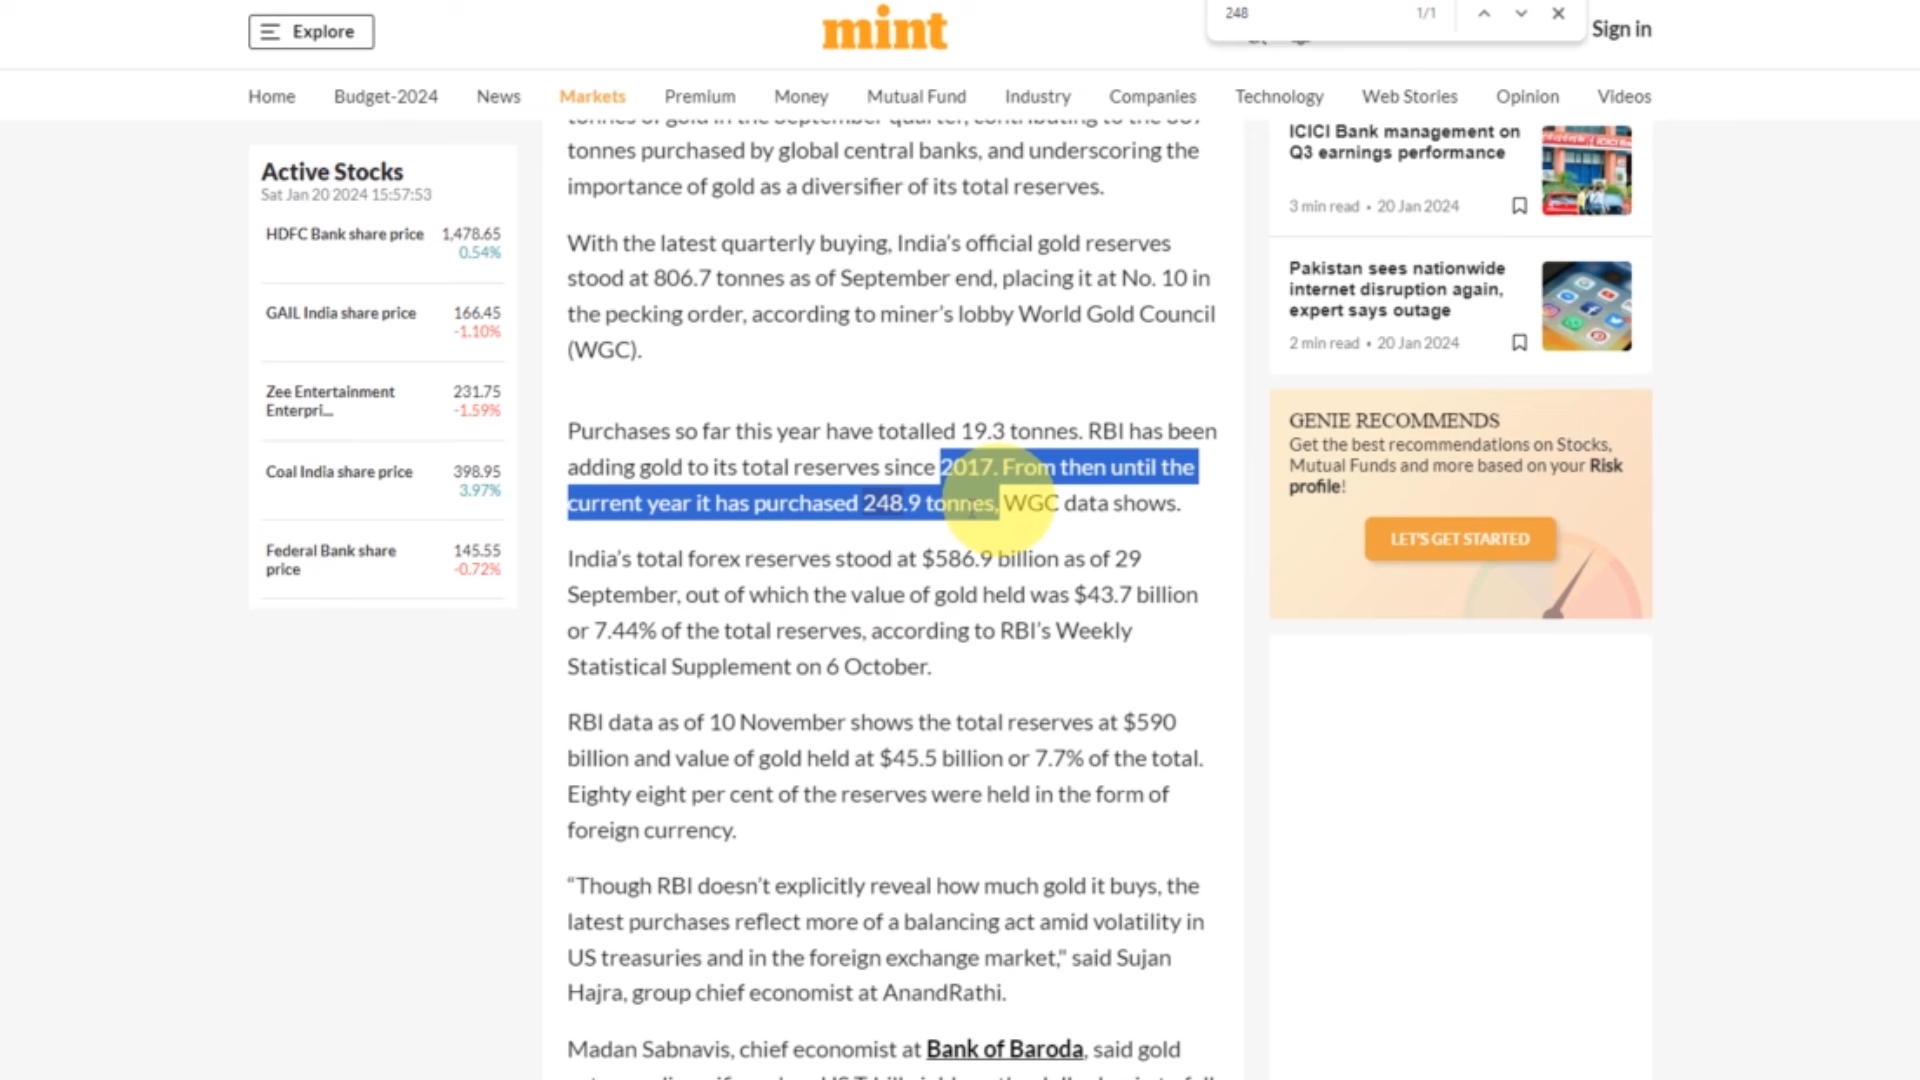 Explore
mint
248
1/1
Sign in
Home
Budget-2024
News
Markets
Premium
Money
Mutual Fund
Industry
Companies
Technology
Web Stories
Opinion
Videos
Active Stocks
Sat Jan 20 2024 15:57:53
HDFC Bank share price 1,478.65
0.54%
GAIL India share price 166.45
-1.10%
Zee Entertainment 231.75
Enterpri... -1.59%
Coal India share price 398.95
3.97%
Federal Bank share 145.55
price -0.72%
tonnes of gold in the September quarter, contributing to the 337
tonnes purchased by global central banks, and underscoring the
importance of gold as a diversifier of its total reserves.
With the latest quarterly buying, India’s official gold reserves
stood at 806.7 tonnes as of September end, placing it at No. 10 in
the pecking order, according to miner’s lobby World Gold Council
(WGC).
Purchases so far this year have totalled 19.3 tonnes. RBI has been
adding gold to its total reserves since 2017. From then until the
current year it has purchased 248.9 tonnes, WGC data shows.
India’s total forex reserves stood at $586.9 billion as of 29
September, out of which the value of gold held was $43.7 billion
or 7.44% of the total reserves, according to RBI’s Weekly
Statistical Supplement on 6 October.
RBI data as of 10 November shows the total reserves at $590
billion and value of gold held at $45.5 billion or 7.7% of the total.
Eighty eight per cent of the reserves were held in the form of
foreign currency.
“Though RBI doesn’t explicitly reveal how much gold it buys, the
latest purchases reflect more of a balancing act amid volatility in
US treasuries and in the foreign exchange market," said Sujan
Hajra, group chief economist at AnandRathi.
Madan Sabnavis, chief economist at Bank of Baroda, said gold
ICICI Bank management on
Q3 earnings performance
3 min read • 20 Jan 2024
Pakistan sees nationwide
internet disruption again,
expert says outage
2 min read • 20 Jan 2024
GENIE RECOMMENDS
Get the best recommendations on Stocks,
Mutual Funds and more based on your Risk
profile!
LET'S GET STARTED